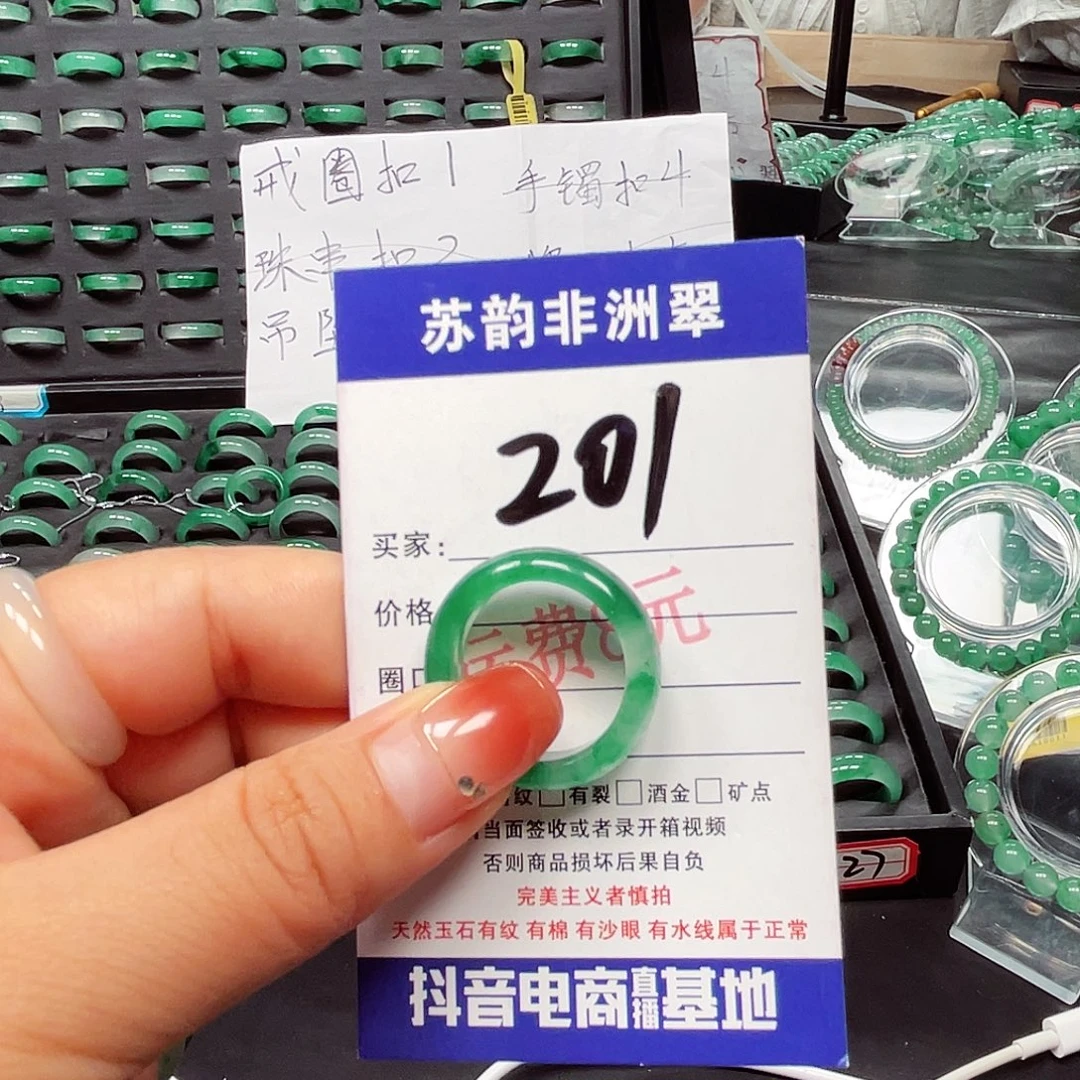 戒圈扣1 手镯扣4
珠串扣2
吊坠
苏韵非洲翠
201
买家:
价格
运费8元
圈口
纹 □有裂 □酒金 □矿点
当面签收或者录开箱视频
否则商品损坏后果自负
完美主义者慎拍
天然玉石有纹 有棉 有沙眼 有水线属于正常
抖音电商直播基地
27